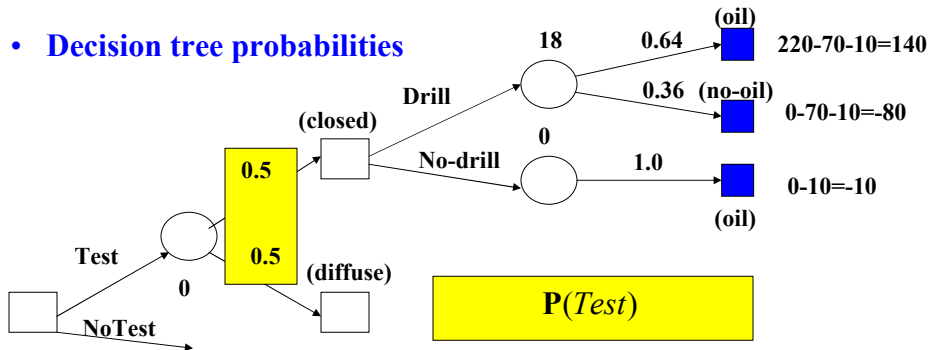 • Decision tree probabilities
(oil)
18
0.64
220-70-10=140
Drill
0.36
(no-oil)
0-70-10=-80
(closed)
0
0.5
No-drill
1.0
0-10=-10
(oil)
0.5
Test
(diffuse)
0
P(Test)
NoTest